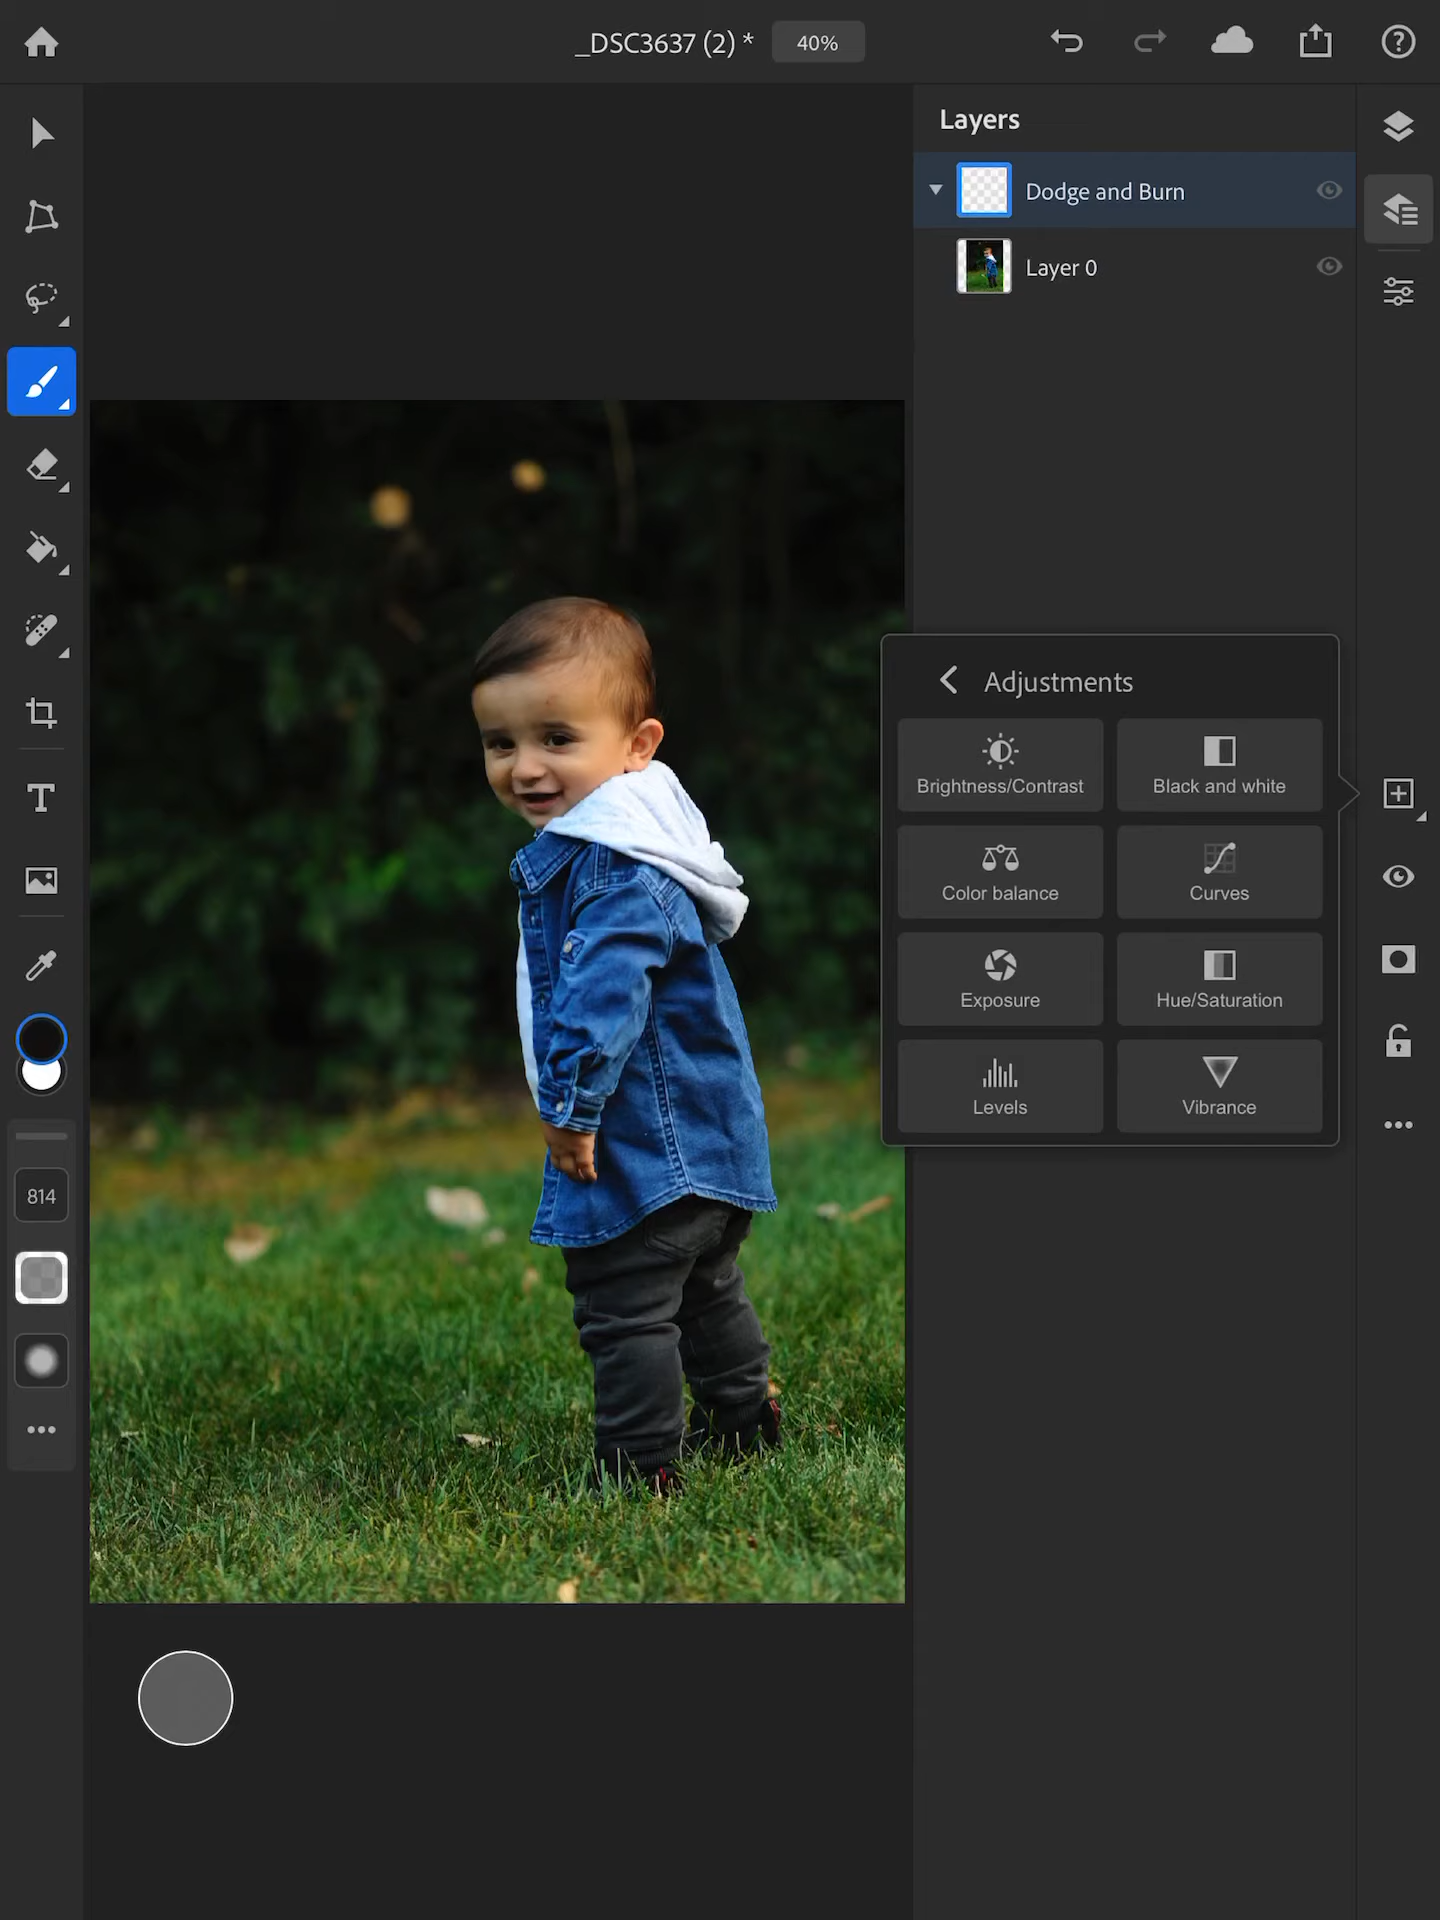 _DSC3637 (2) *
40%
Layers
Dodge and Burn
Layer 0
Adjustments
Brightness/Contrast
Black and white
Color balance
Curves
Exposure
Hue/Saturation
Levels
Vibrance
814